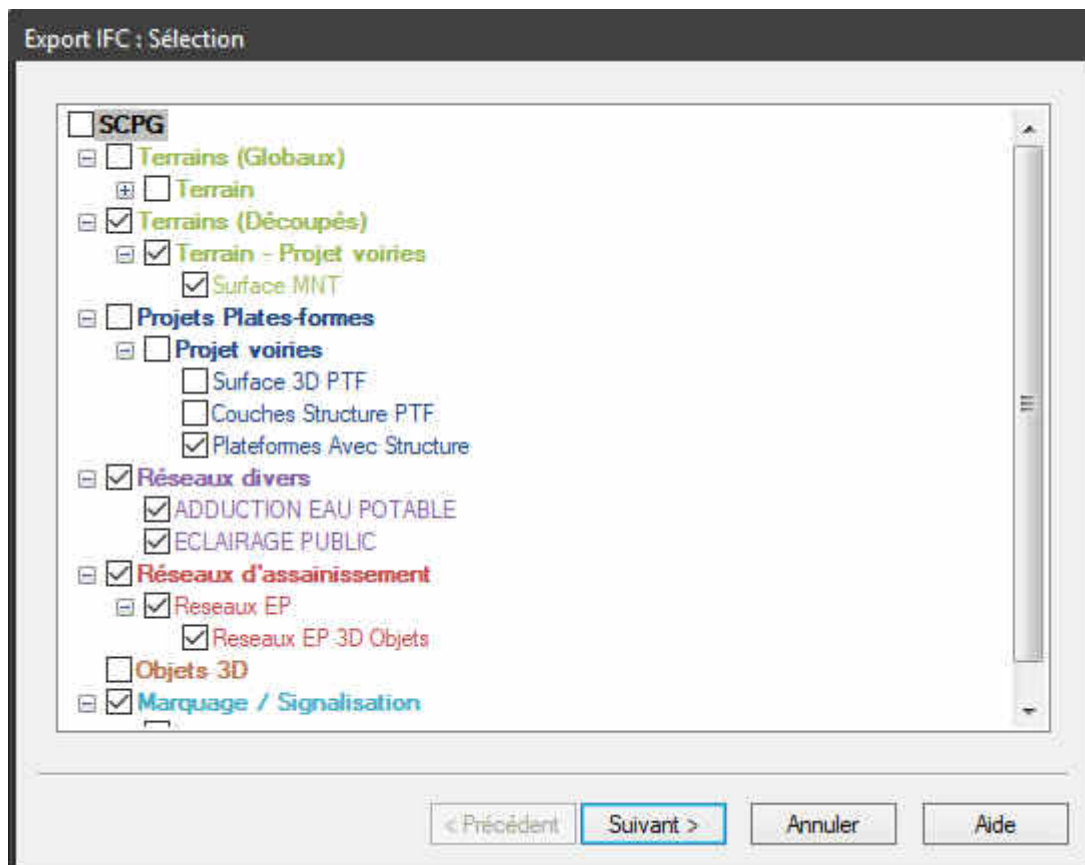 Export IFC : Sélection
SCPG
Terrains (Globaux)
Terrain
Terrains (Découpés)
Terrain - Projet voiries
Surface MNT
Projets Plates-formes
Projet voiries
Surface 3D PTF
Couches Structure PTF
Plateformes Avec Structure
Réseaux divers
ADDUCTION EAU POTABLE
ECLAIRAGE PUBLIC
Réseaux d'assainissement
Reseaux EP
Reseaux EP 3D Objets
Objets 3D
Marquage / Signalisation
< Précédent Suivant > Annuler Aide